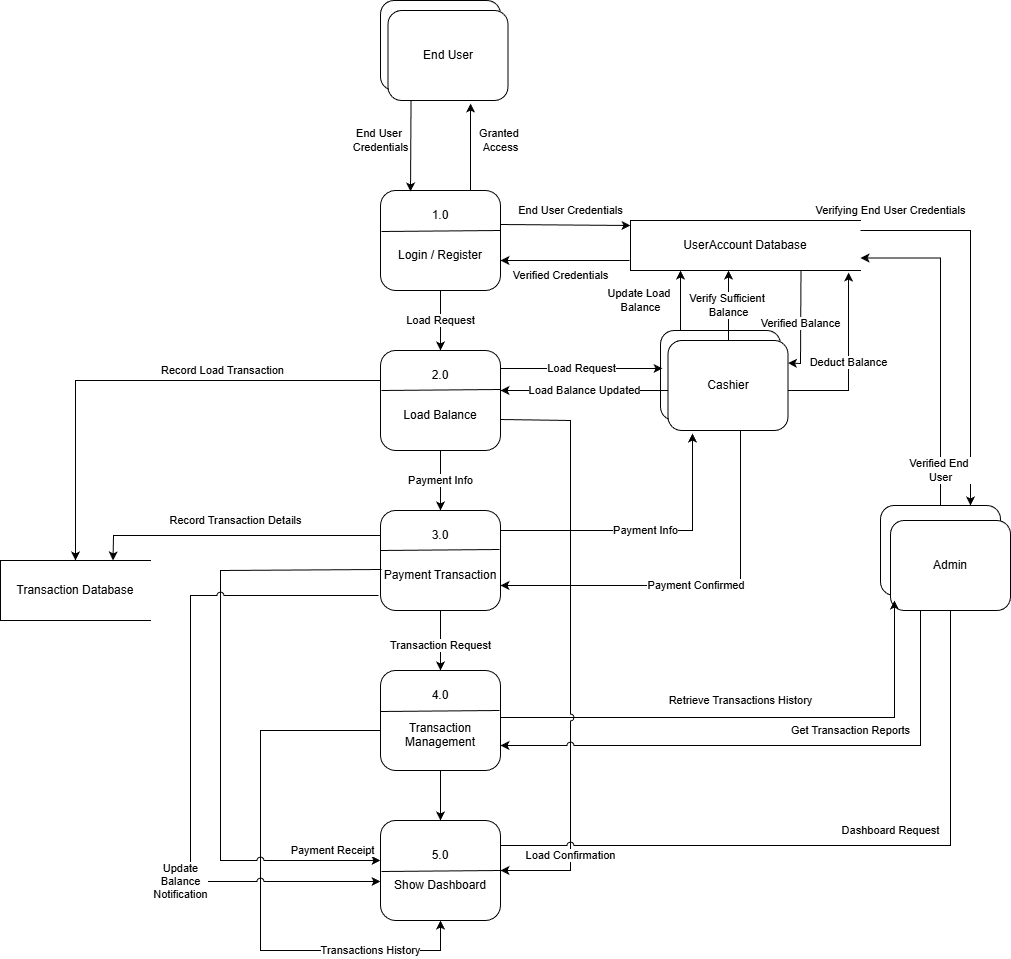 End User
End User
Credentials
Granted
Access
1.0
Login / Register
End User Credentials
Verified Credentials
Verifying End User Credentials
UserAccount Database
Load Request
Update Load
Balance
Verify Sufficient
Balance
Verified Balance
Deduct Balance
2.0
Load Balance
Record Load Transaction
Load Request
Load Balance Updated
Cashier
Payment Info
Verified End
User
Record Transaction Details
3.0
Payment Transaction
Payment Info
Payment Confirmed
Transaction Database
Admin
Transaction Request
4.0
Transaction
Management
Retrieve Transactions History
Get Transaction Reports
Dashboard Request
Payment Receipt
5.0
Show Dashboard
Load Confirmation
Update
Balance
Notification
Transactions History